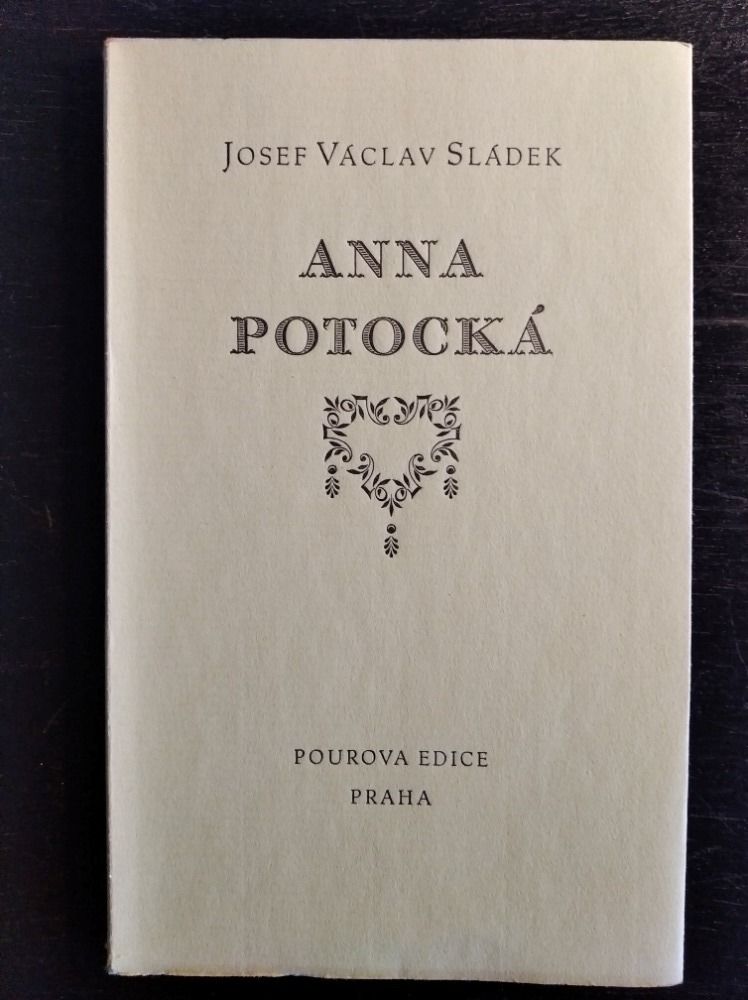 JOSEF VÁCLAV SLÁDEK
ANNA
POTOCKÁ
POUROVA EDICE
PRAHA